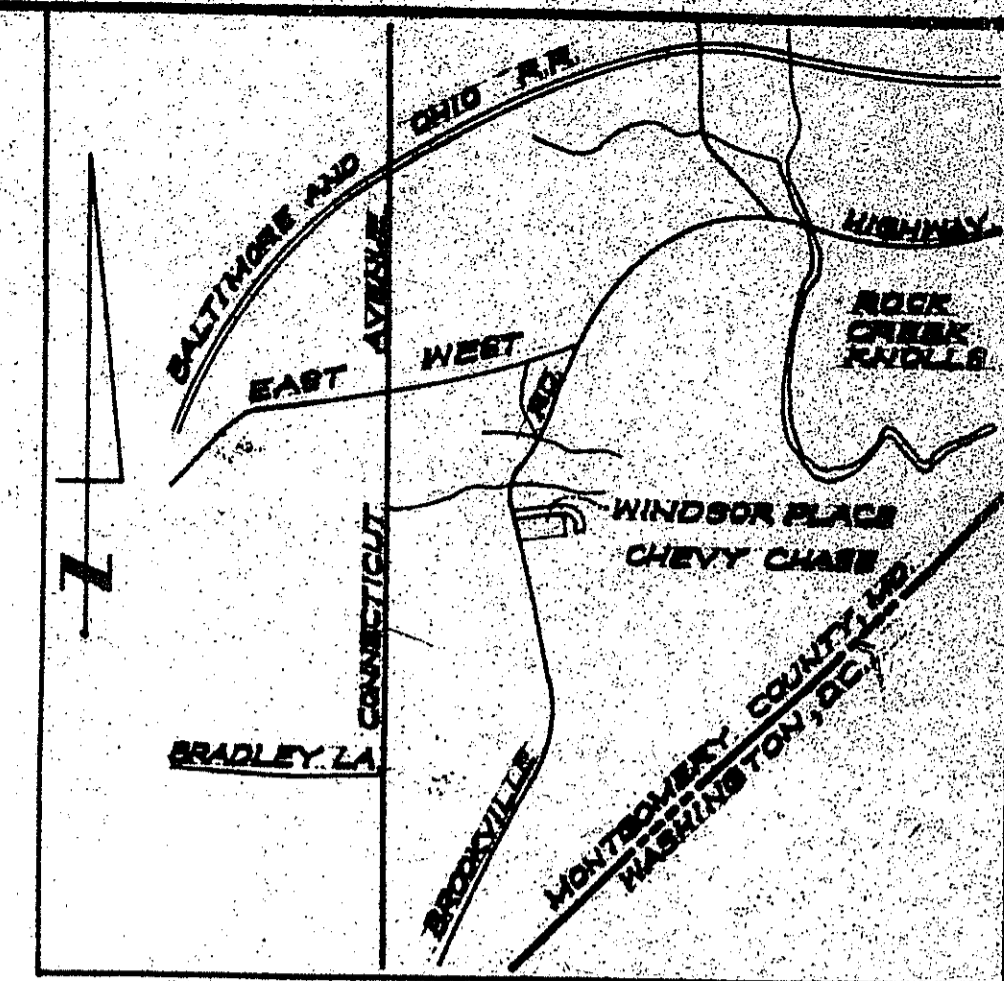 BALTIMORE AND OHIO R.R.
AVENUE
HIGHWAY
ROCK
CREEK
KNOLLS
EAST WEST
RD.
WINDSOR PLACE
CHEVY CHASE
CONNECTICUT
N
MONTGOMERY COUNTY, MD.
WASHINGTON, D.C.
BRADLEY LA.
BROOKVILLE